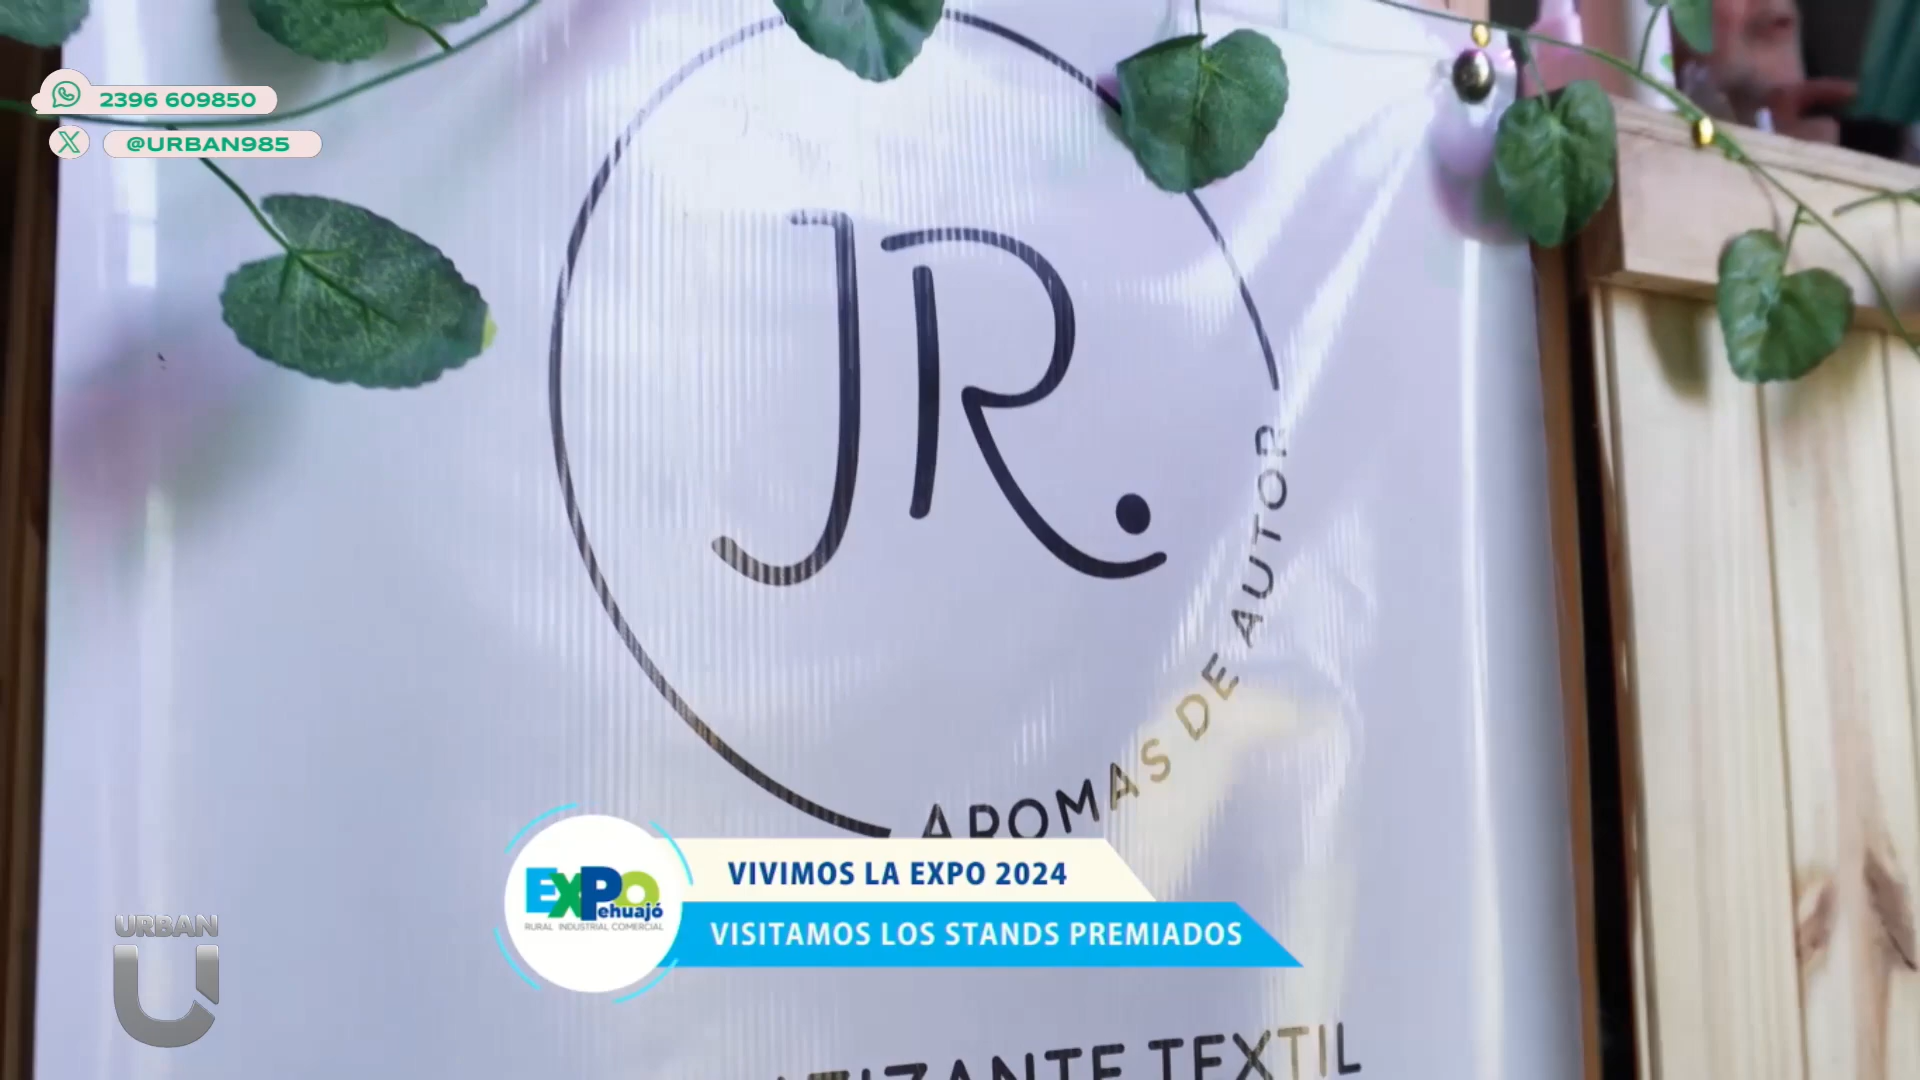 2396 609850
@URBAN985
JR.
AROMAS DE AUTOR
VIVIMOS LA EXPO 2024
EXPO
Pehuajó
RURAL INDUSTRIAL COMERCIAL
VISITAMOS LOS STANDS PREMIADOS
URBAN
TEXTIL